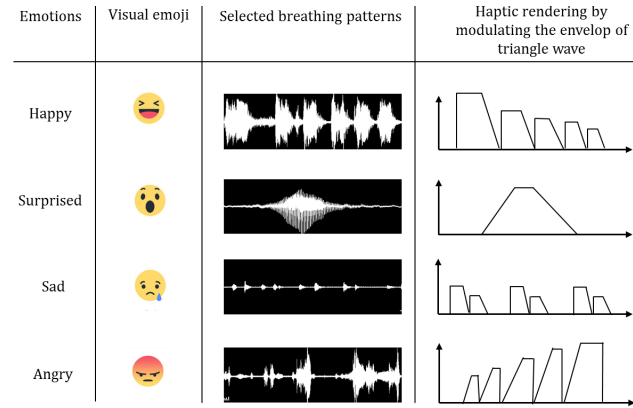 Emotions
Visual emoji
Selected breathing patterns
Haptic rendering by
modulating the envelop of
triangle wave
Happy
Surprised
Sad
Angry